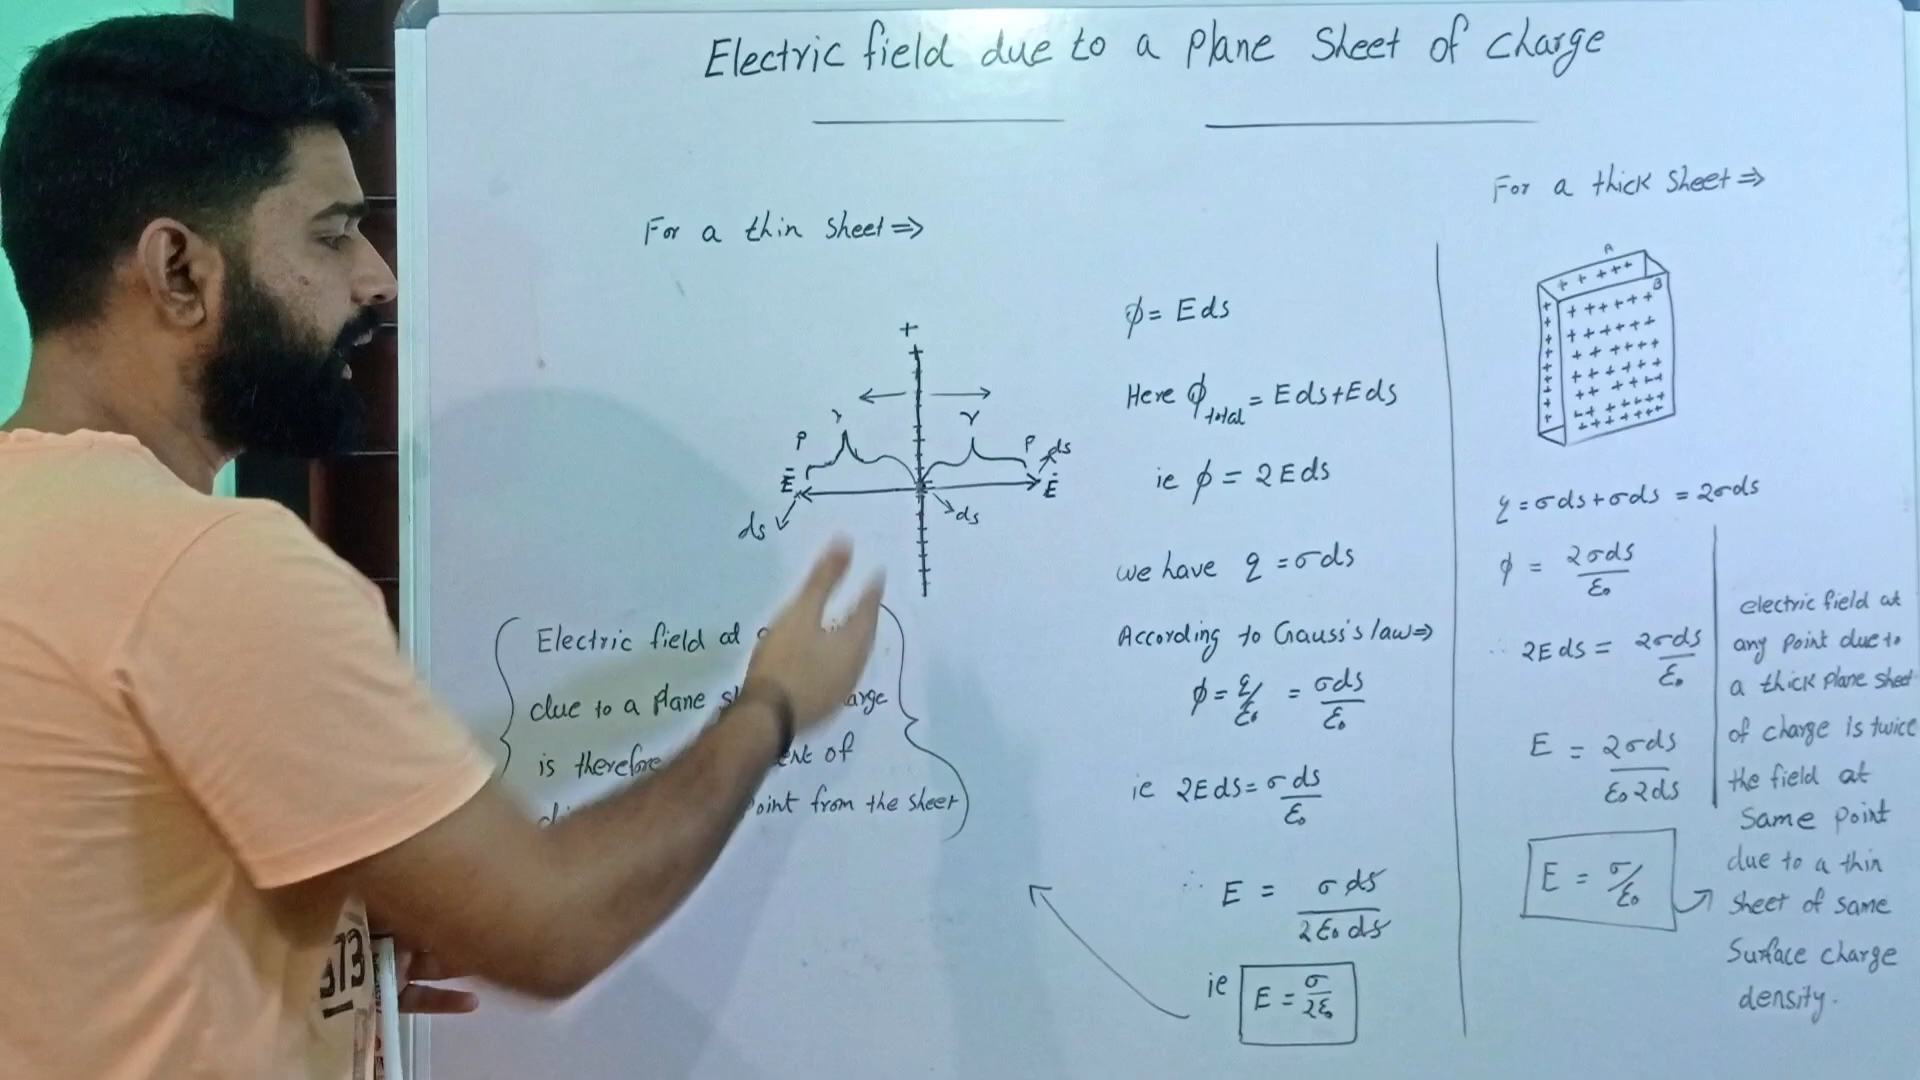 Electric field due to a plane sheet of charge
For a thin sheet ⇒
+
+
r
r
P
P
ds
E̅
E̅
ds
ds
Electric field at
due to a plane arge
is therefore ent of
oint from the sheet
ϕ = Eds
Here ϕtotal = Eds + Eds
ie ϕ = 2Eds
we have q = σds
According to Gauss's law ⇒
ϕ = q/ε₀ = σds/ε₀
ie 2Eds = σds/ε₀
∴ E = σds/2ε₀ds
ie E = σ/2ε₀
For a thick sheet ⇒
A
B
q = σds + σds = 2σds
ϕ = 2σds/ε₀
∴ 2Eds = 2σds/ε₀
E = 2σds/ε₀2ds
E = σ/ε₀
electric field at
any point due to
a thick plane sheet
of charge is twice
the field at
same point
due to a thin
sheet of same
surface charge
density.
973